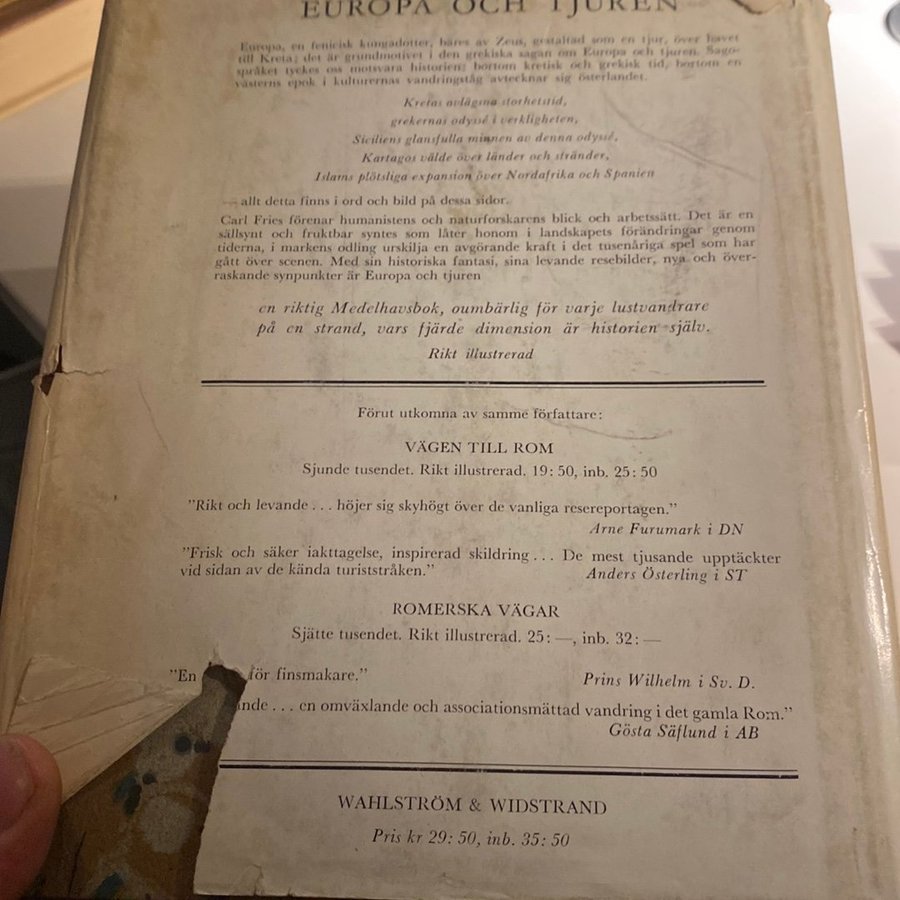 EUROPA OCH TJUREN
Europa, en fenicisk kungadotter, bäres av Zeus, gestaltad som en tjur, över havet
till Kreta; det är grundmotivet i den grekiska sagan om Europa och tjuren. Sago-
språket tyckes oss motsvara historien: bortom kretisk och grekisk tid, bortom en
västerns epok i kulturernas vandringståg avtecknar sig österlandet.
Kretas avlägsna storhetstid,
grekernas odyssé i verkligheten,
Siciliens glansfulla minnen av denna odyssé,
Kartagos välde över länder och stränder,
Islams plötsliga expansion över Nordafrika och Spanien
— allt detta finns i ord och bild på dessa sidor.
Carl Fries förenar humanistens och naturforskarens blick och arbetssätt. Det är en
sällsynt och fruktbar syntes som låter honom i landskapets förändringar genom
tiderna, i markens odling urskilja en avgörande kraft i det tusenåriga spel som har
gått över scenen. Med sin historiska fantasi, sina levande resebilder, nya och över-
raskande synpunkter är Europa och tjuren
en riktig Medelhavsbok, oumbärlig för varje lustvandrare
på en strand, vars fjärde dimension är historien själv.
Rikt illustrerad
Förut utkomna av samme författare:
VÄGEN TILL ROM
Sjunde tusendet. Rikt illustrerad. 19: 50, inb. 25: 50
"Rikt och levande . . . höjer sig skyhögt över de vanliga resereportagen."
Arne Furumark i DN
"Frisk och säker iakttagelse, inspirerad skildring . . . De mest tjusande upptäckter
vid sidan av de kända turiststråken." Anders Österling i ST
ROMERSKA VÄGAR
Sjätte tusendet. Rikt illustrerad. 25: —, inb. 32: —
"En för finsmakare." Prins Wilhelm i Sv. D.
ande . . . en omväxlande och associationsmättad vandring i det gamla Rom."
Gösta Säflund i AB
WAHLSTRÖM & WIDSTRAND
Pris kr 29: 50, inb. 35: 50